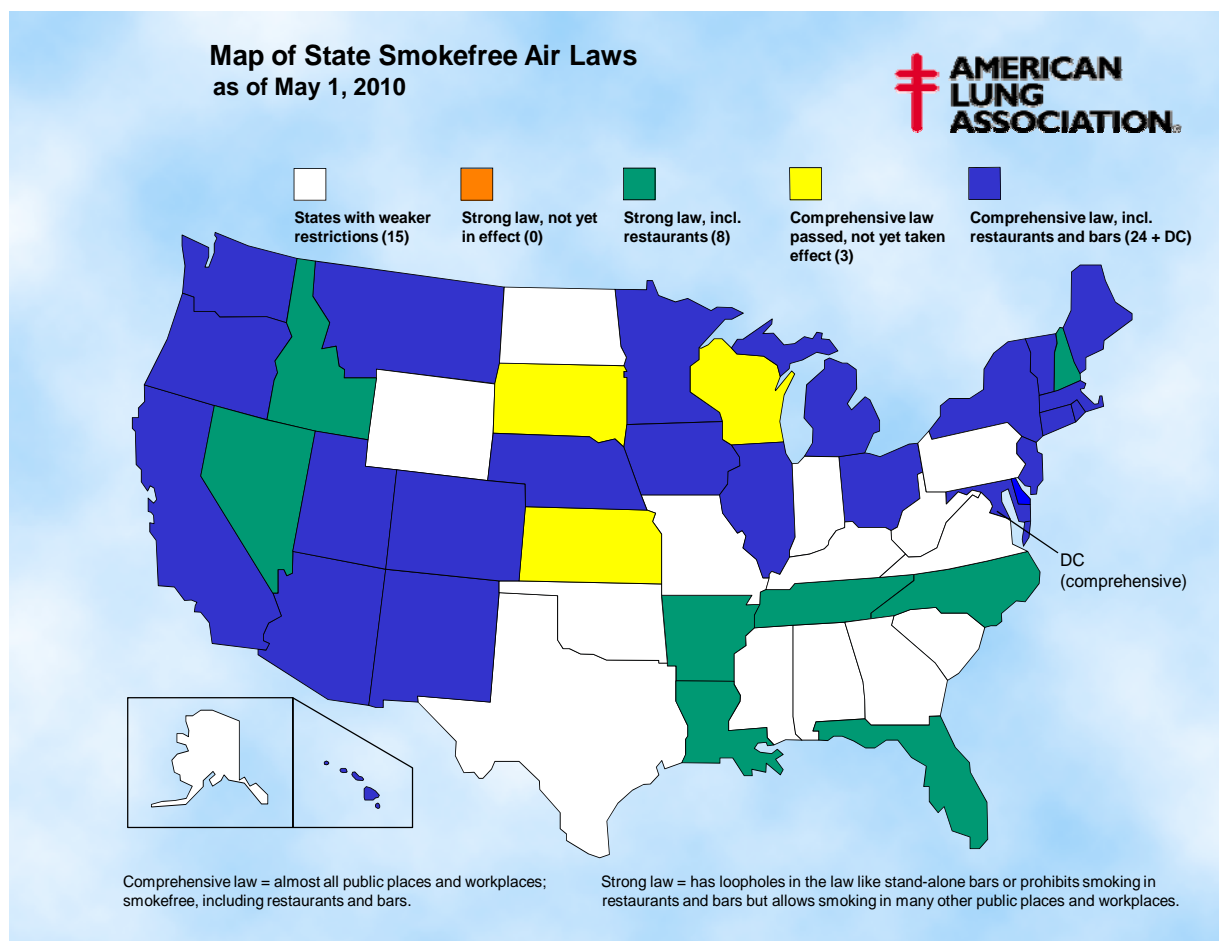 Map of State Smokefree Air Laws
as of May 1, 2010
AMERICAN
LUNG
ASSOCIATION®
States with weaker
restrictions (15)
Strong law, not yet
in effect (0)
Strong law, incl.
restaurants (8)
Comprehensive law
passed, not yet taken
effect (3)
Comprehensive law, incl.
restaurants and bars (24 + DC)
DC
(comprehensive)
Comprehensive law = almost all public places and workplaces;
smokefree, including restaurants and bars.
Strong law = has loopholes in the law like stand-alone bars or prohibits smoking in
restaurants and bars but allows smoking in many other public places and workplaces.